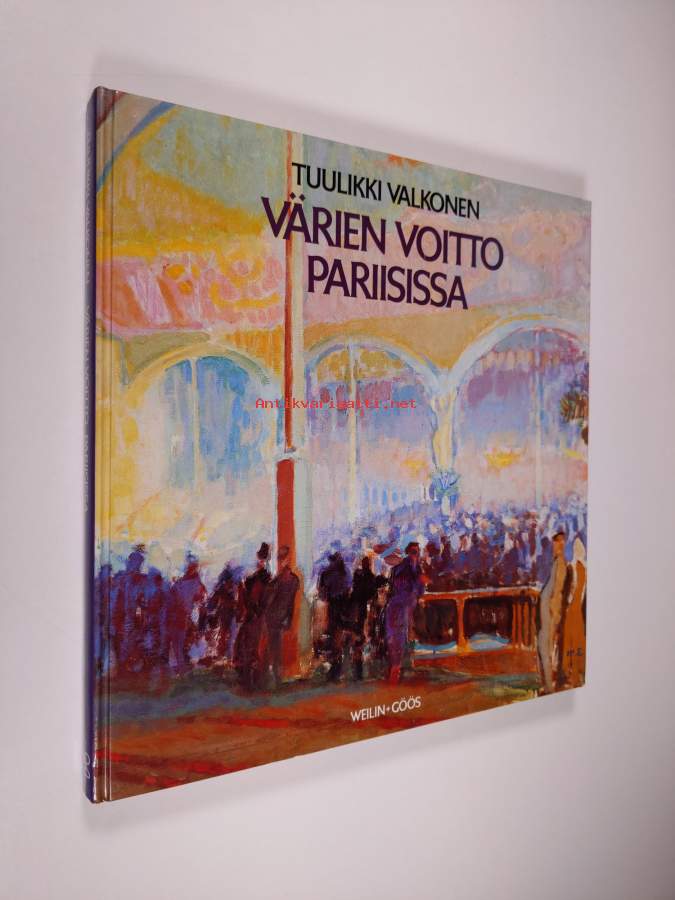 TUULIKKI VALKONEN
VÄRIEN VOITTO
PARIISISSA
Antikvariaatti.net
WEILIN+GÖÖS